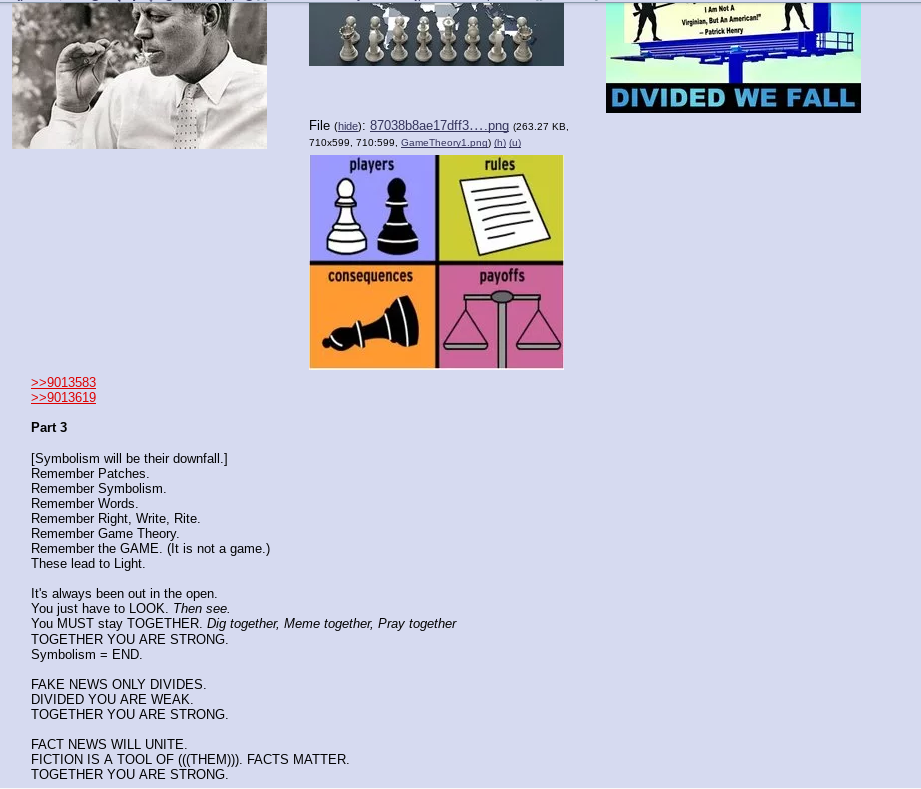 I Am Not A
Virginian, But An American!"
-- Patrick Henry
DIVIDED WE FALL
File (hide): 87038b8ae17dff3….png (263.27 KB,
710x599, 710:599, GameTheory1.png) (h) (u)
players
rules
consequences
payoffs
>>9013583
>>9013619
Part 3
[Symbolism will be their downfall.]
Remember Patches.
Remember Symbolism.
Remember Words.
Remember Right, Write, Rite.
Remember Game Theory.
Remember the GAME. (It is not a game.)
These lead to Light.
It's always been out in the open.
You just have to LOOK. Then see.
You MUST stay TOGETHER. Dig together, Meme together, Pray together
TOGETHER YOU ARE STRONG.
Symbolism = END.
FAKE NEWS ONLY DIVIDES.
DIVIDED YOU ARE WEAK.
TOGETHER YOU ARE STRONG.
FACT NEWS WILL UNITE.
FICTION IS A TOOL OF (((THEM))). FACTS MATTER.
TOGETHER YOU ARE STRONG.